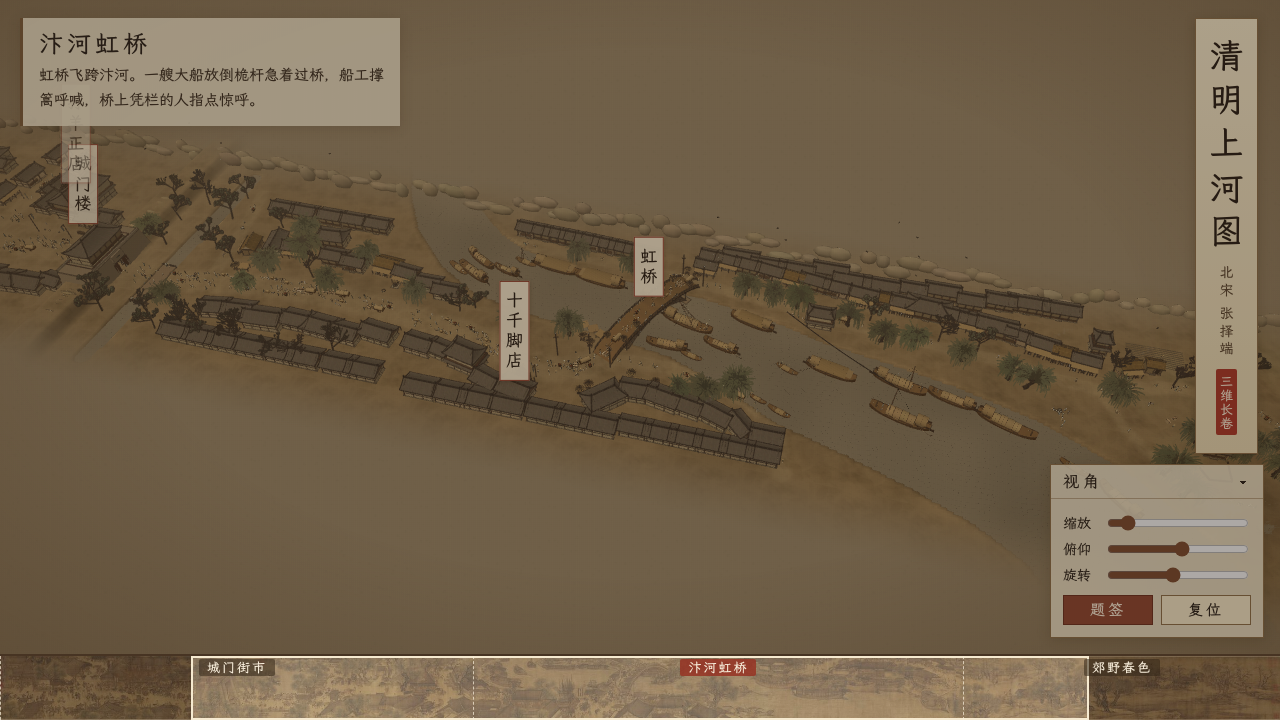 汴河虹桥
虹桥飞跨汴河。一艘大船放倒桅杆急着过桥,船工撑
篙呼喊,桥上凭栏的人指点惊呼。
正店
城门楼
十千脚店
虹桥
清明上河图
北宋 张择端
三维长卷
视角
缩放
俯仰
旋转
题签
复位
城门街市
汴河虹桥
郊野春色